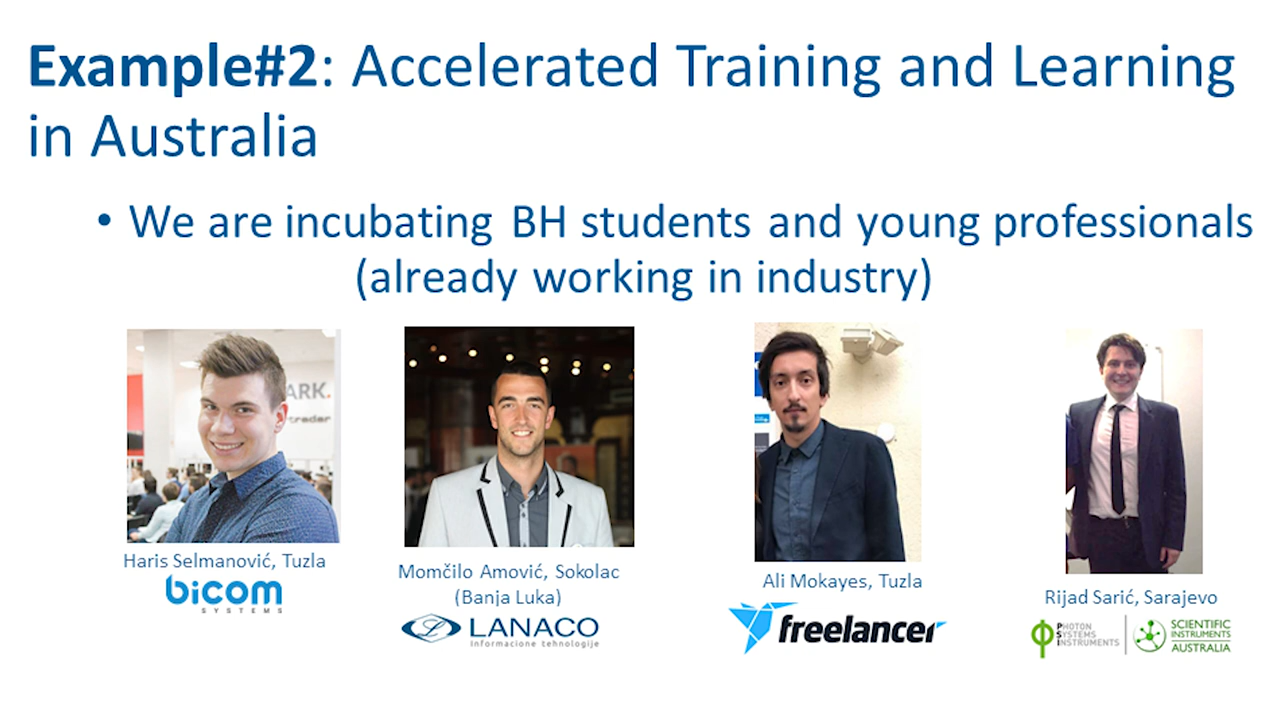 Example#2: Accelerated Training and Learning
in Australia
• We are incubating BH students and young professionals
(already working in industry)
ARK.
trader
Haris Selmanović, Tuzla
bicom
SYSTEMS
Momčilo Amović, Sokolac
(Banja Luka)
LANACO
Informacione tehnologije
Ali Mokayes, Tuzla
freelancer
Rijad Sarić, Sarajevo
PHOTON
SYSTEMS
INSTRUMENTS
SCIENTIFIC
INSTRUMENTS
AUSTRALIA